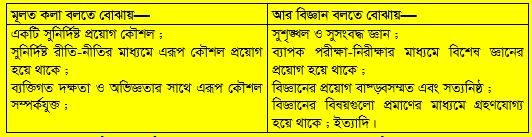 মূলত কলা বলতে বোঝায়—
একটি সুনির্দিষ্ট প্রয়োগ কৌশল ;
সুনির্দিষ্ট রীতি-নীতির মাধ্যমে এরূপ কৌশল প্রয়োগ
হয়ে থাকে ;
ব্যক্তিগত দক্ষতা ও অভিজ্ঞতার সাথে এরূপ কৌশল
সম্পর্কযুক্ত ;
আর বিজ্ঞান বলতে বোঝায়—
সুশৃঙ্খল ও সুসংবদ্ধ জ্ঞান ;
ব্যাপক পরীক্ষা-নিরীক্ষার মাধ্যমে বিশেষ জ্ঞানের
প্রয়োগ হয়ে থাকে ;
বিজ্ঞানের প্রয়োগ বাস্তবসম্মত এবং সত্যনিষ্ঠ ;
বিজ্ঞানের বিষয়গুলো প্রমাণের মাধ্যমে গ্রহণযোগ্য
হয়ে থাকে ; ইত্যাদি।